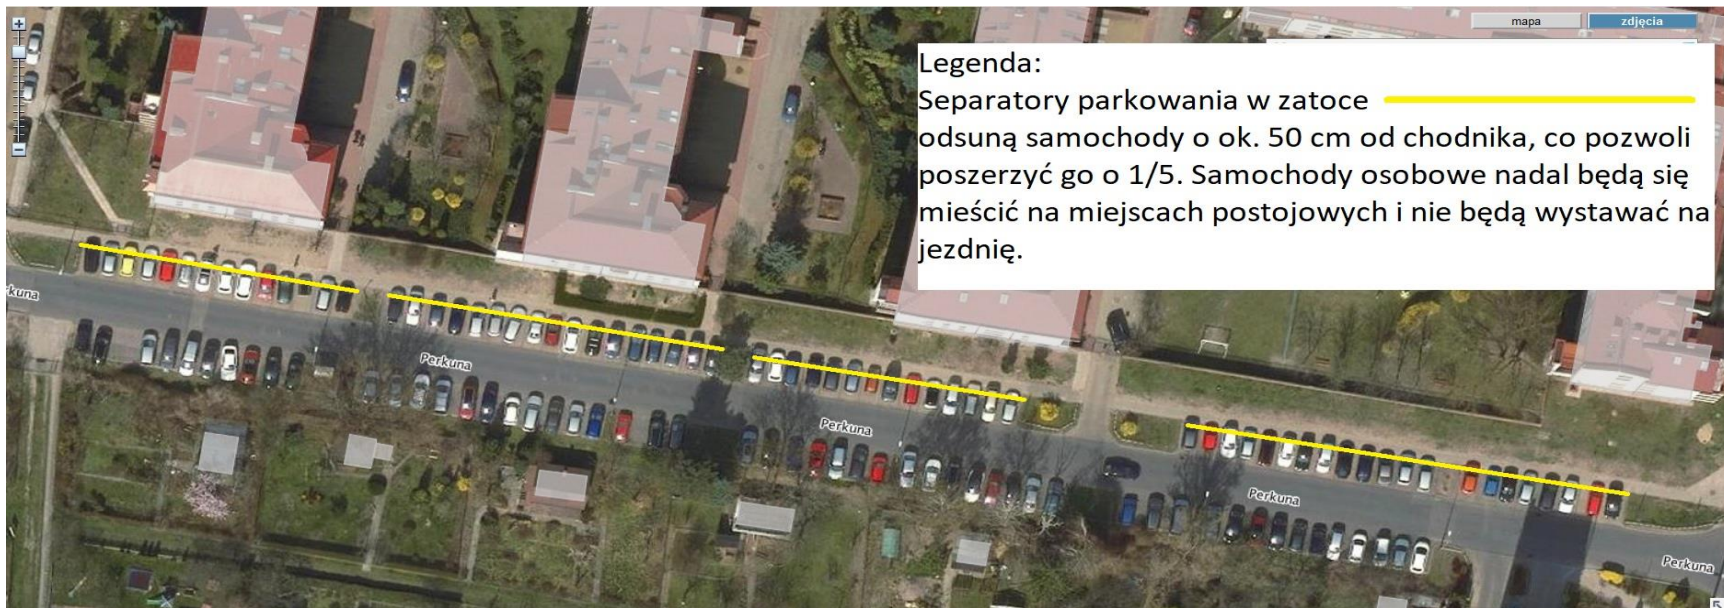 mapa
zdjęcia
Legenda:
Separatory parkowania w zatoce
odsuną samochody o ok. 50 cm od chodnika, co pozwoli
poszerzyć go o 1/5. Samochody osobowe nadal będą się
mieścić na miejscach postojowych i nie będą wystawać na
jezdnię.
Perkuna
Perkuna
Perkuna
Perkuna